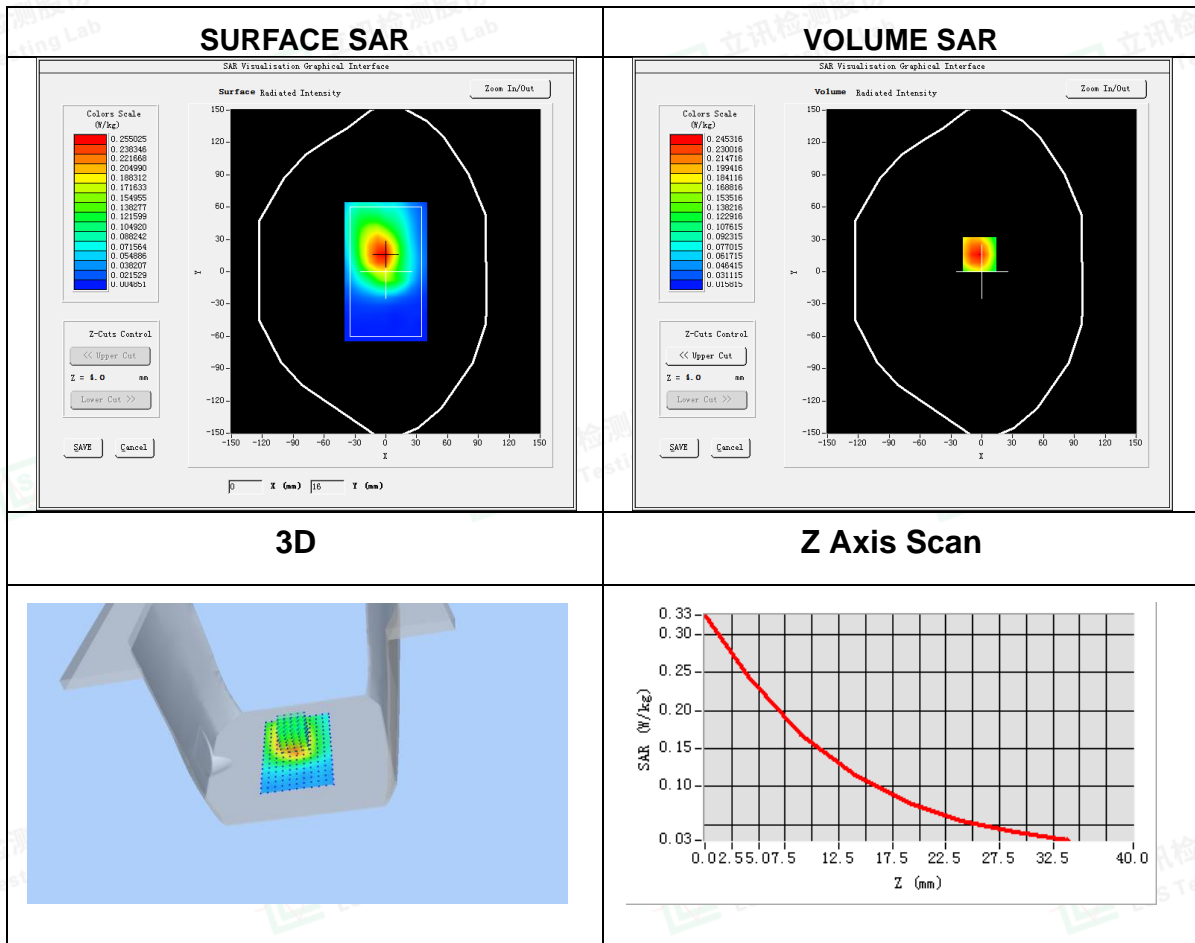 SURFACE SAR
VOLUME SAR
SAR Visualisation Graphical Interface
Surface Radiated Intensity
Zoom In/Out
Colors Scale
(W/kg)
0.255025
0.238346
0.221668
0.204990
0.188312
0.171633
0.154955
0.138277
0.121599
0.104920
0.088242
0.071564
0.054886
0.038207
0.021529
0.004851
150
120
90
60
30
0
-30
-60
-90
-120
-150
Y
-150 -120 -90 -60 -30 0 30 60 90 120 150
X
Z-Cuts Control
<< Upper Cut
Z = 4.0 mm
Lower Cut >>
SAVE Cancel
0 X (mm) 16 Y (mm)
SAR Visualisation Graphical Interface
Volume Radiated Intensity
Zoom In/Out
Colors Scale
(W/kg)
0.245316
0.230016
0.214716
0.199416
0.184116
0.168816
0.153516
0.138216
0.122916
0.107615
0.092315
0.077015
0.061715
0.046415
0.031115
0.015815
150
120
90
60
30
0
-30
-60
-90
-120
-150
Y
-150 -120 -90 -60 -30 0 30 60 90 120 150
X
Z-Cuts Control
<< Upper Cut
Z = 4.0 mm
Lower Cut >>
SAVE Cancel
3D
Z Axis Scan
0.33
0.30
0.25
0.20
0.15
0.10
0.03
SAR (W/kg)
0.0 2.5 5.0 7.5 12.5 17.5 22.5 27.5 32.5 40.0
Z (mm)